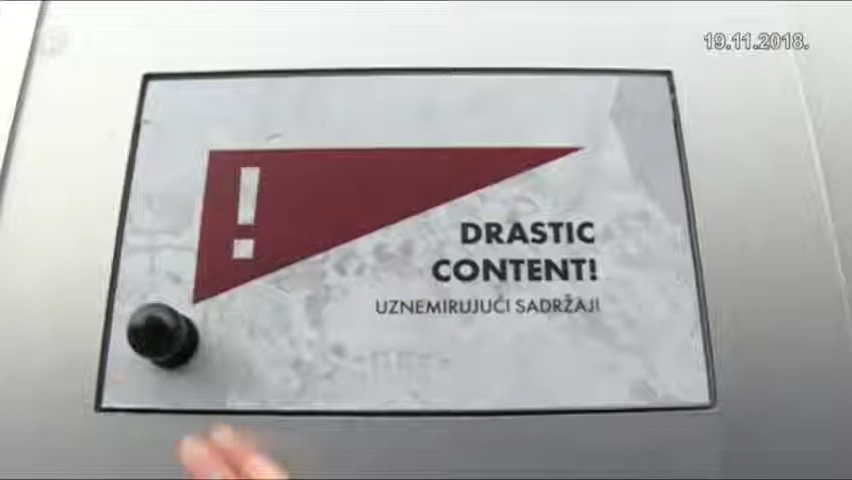 19.11.2018.
!
DRASTIC
CONTENT!
UZNEMIRUJUĆI SADRŽAJI